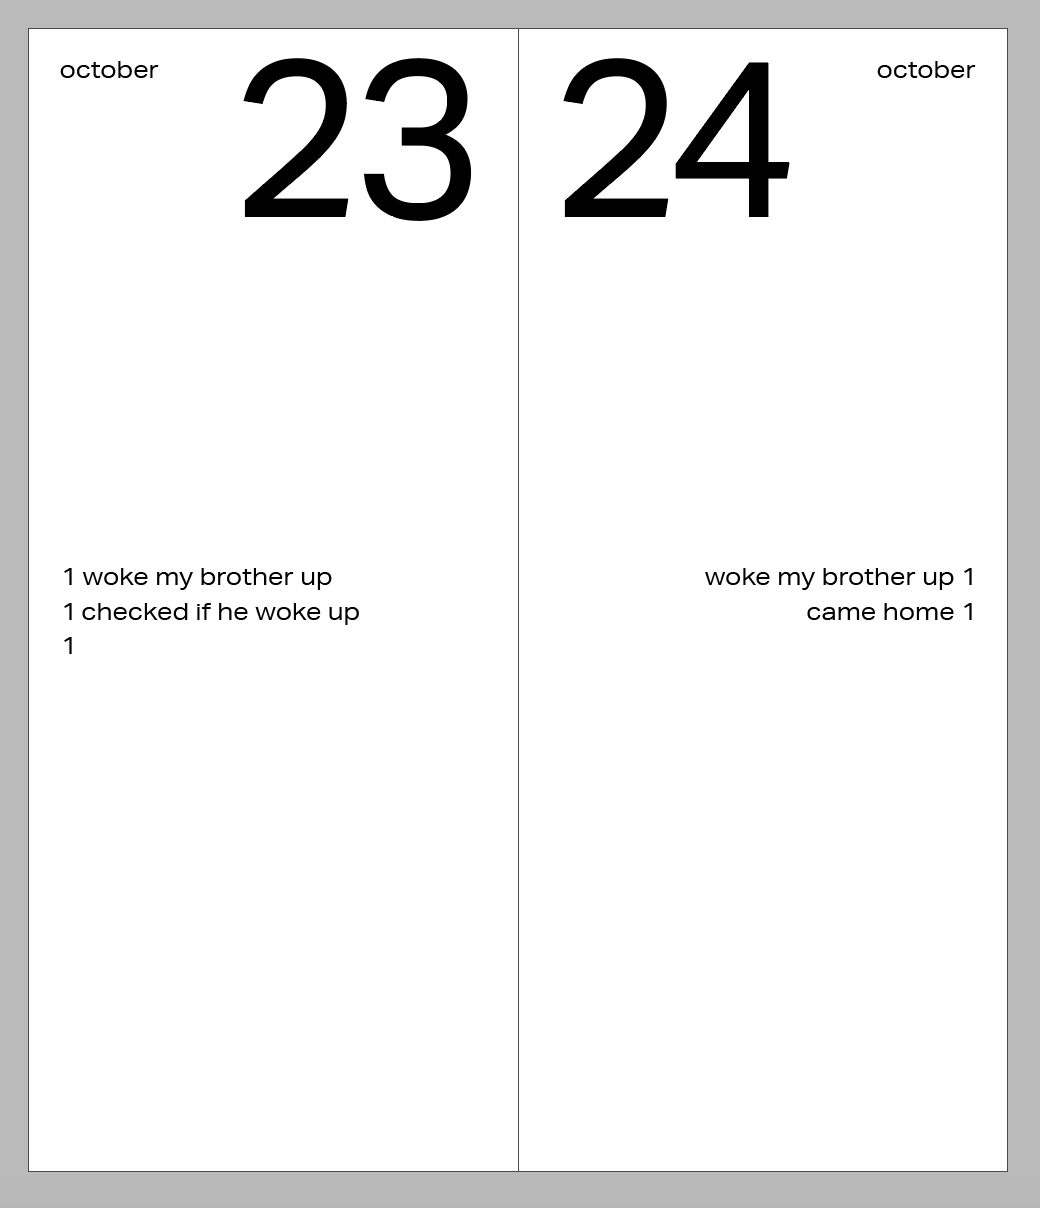 october
23
1 woke my brother up
1 checked if he woke up
1
24
october
woke my brother up 1
came home 1